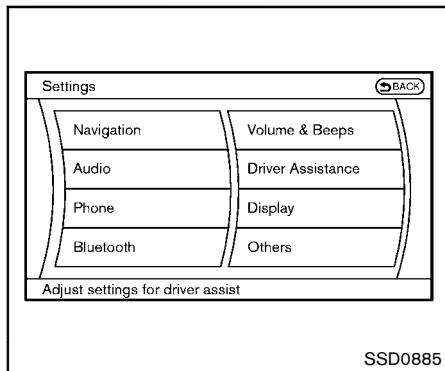 Settings
BACK
Navigation
Volume & Beeps
Audio
Driver Assistance
Phone
Display
Bluetooth
Others
Adjust settings for driver assist
SSD0885